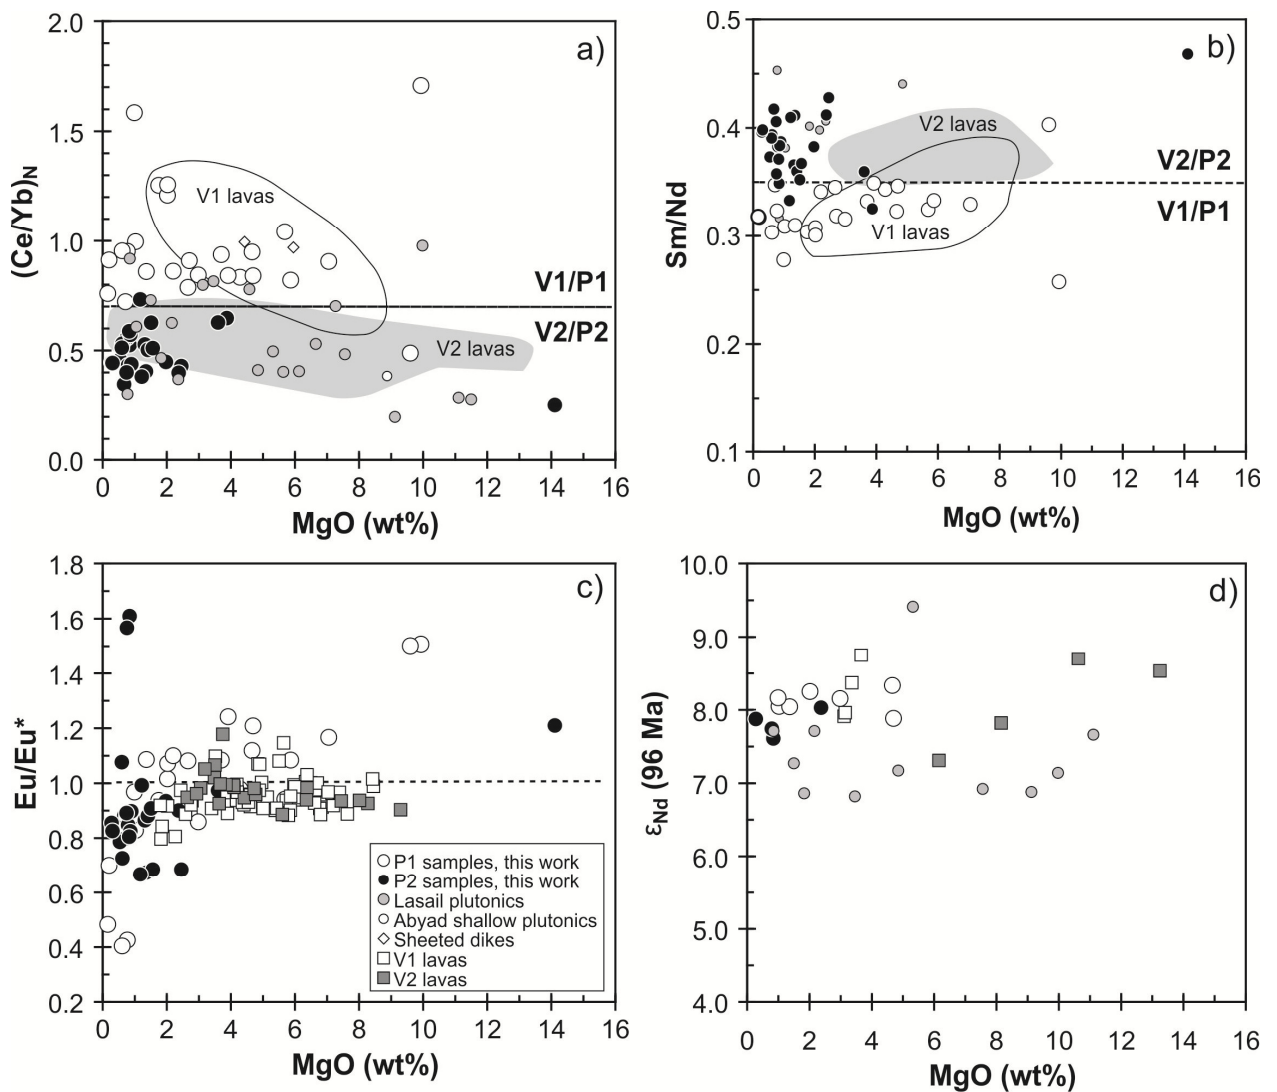 a)
2.0
1.5
1.0
0.5
0.0
(Ce/Yb)N
V1 lavas
V1/P1
V2/P2
V2 lavas
0 2 4 6 8 10 12 14 16
MgO (wt%)
b)
0.5
0.4
0.3
0.2
0.1
Sm/Nd
V2 lavas
V2/P2
V1/P1
V1 lavas
0 2 4 6 8 10 12 14 16
MgO (wt%)
c)
1.8
1.6
1.4
1.2
1.0
0.8
0.6
0.4
0.2
Eu/Eu*
P1 samples, this work
P2 samples, this work
Lasail plutonics
Abyad shallow plutonics
Sheeted dikes
V1 lavas
V2 lavas
0 2 4 6 8 10 12 14 16
MgO (wt%)
d)
10.0
9.0
8.0
7.0
6.0
5.0
4.0
εNd (96 Ma)
0 2 4 6 8 10 12 14 16
MgO (wt%)